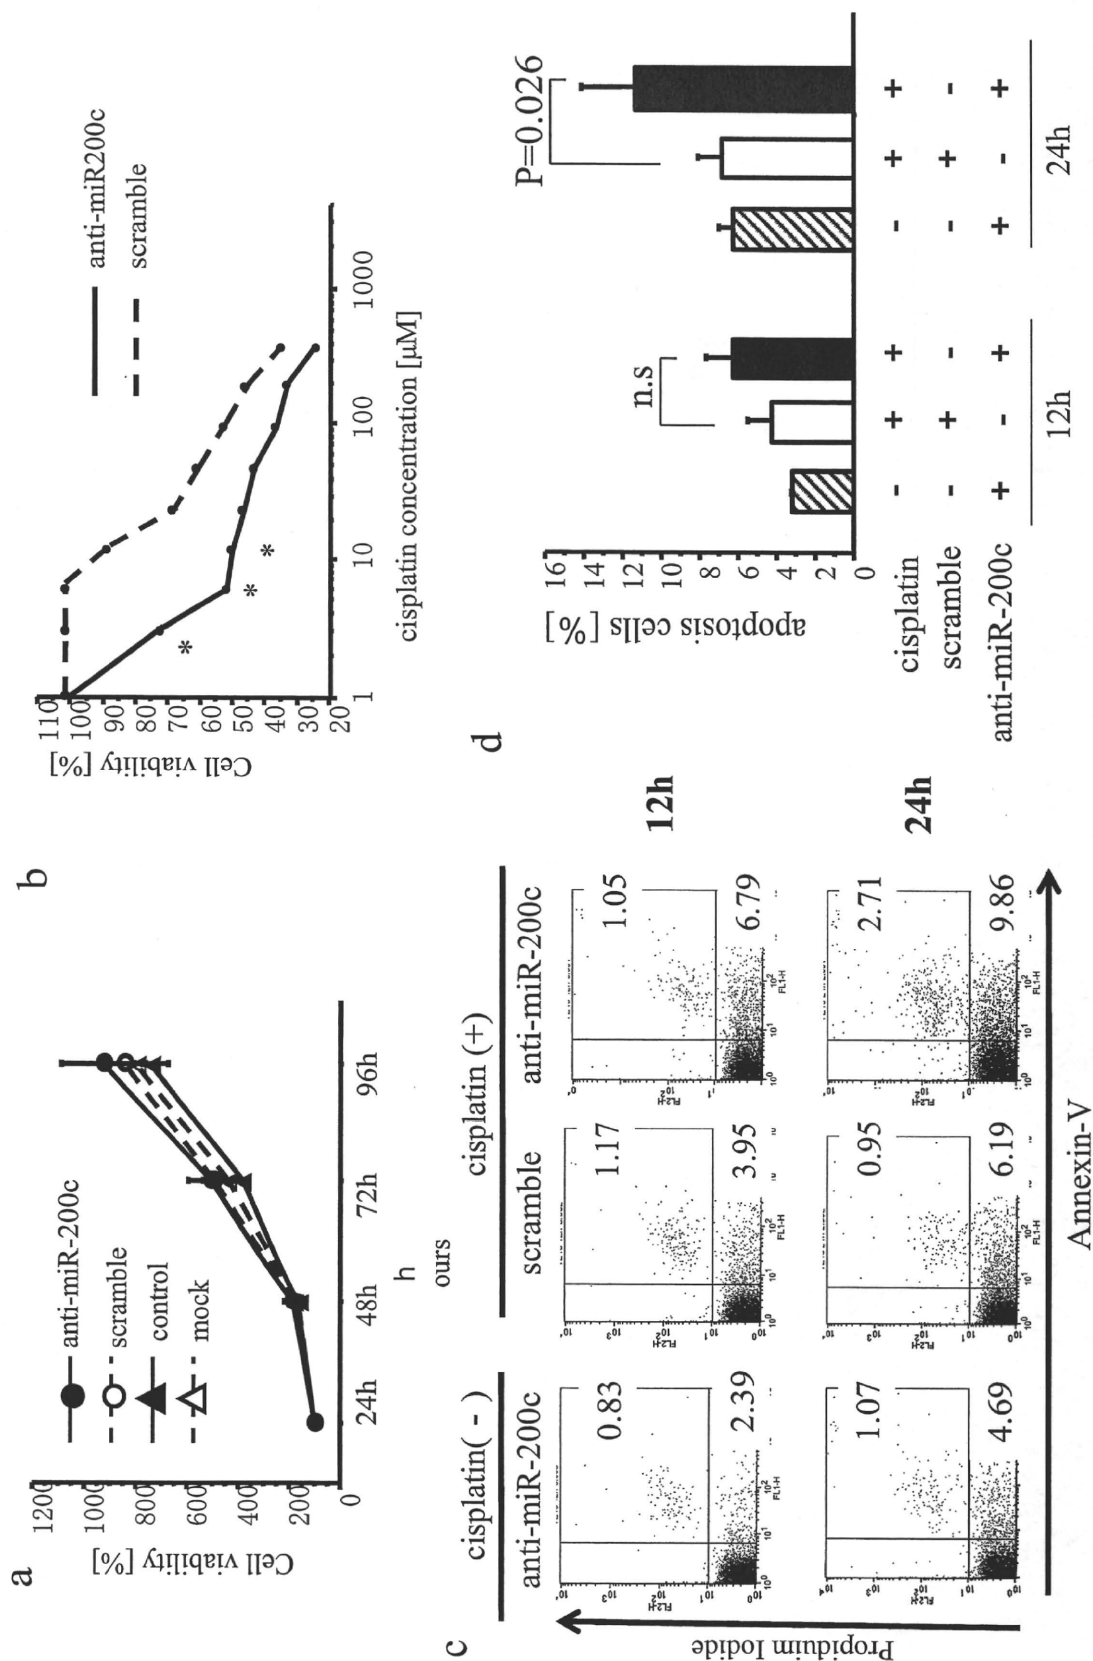 a
Cell viability [%]
1200
1000
800
600
400
200
0
anti-miR-200c
scramble
control
mock
24h
48h
72h
96h
h
ours
b
Cell viability [%]
110
100
90
80
70
60
50
40
30
20
*
*
*
anti-miR200c
scramble
1
10
100
1000
cisplatin concentration [µM]
c
cisplatin( - )
cisplatin (+)
anti-miR-200c
scramble
anti-miR-200c
0.83
2.39
1.17
3.95
1.05
6.79
12h
1.07
4.69
0.95
6.19
2.71
9.86
24h
FL2-H
FL1-H
Propiduim Iodide
Annexin-V
d
apoptosis cells [%]
16
14
12
10
8
6
4
2
0
n.s
P=0.026
cisplatin - + + - + +
scramble - + - - + -
anti-miR-200c + - + + - +
12h
24h